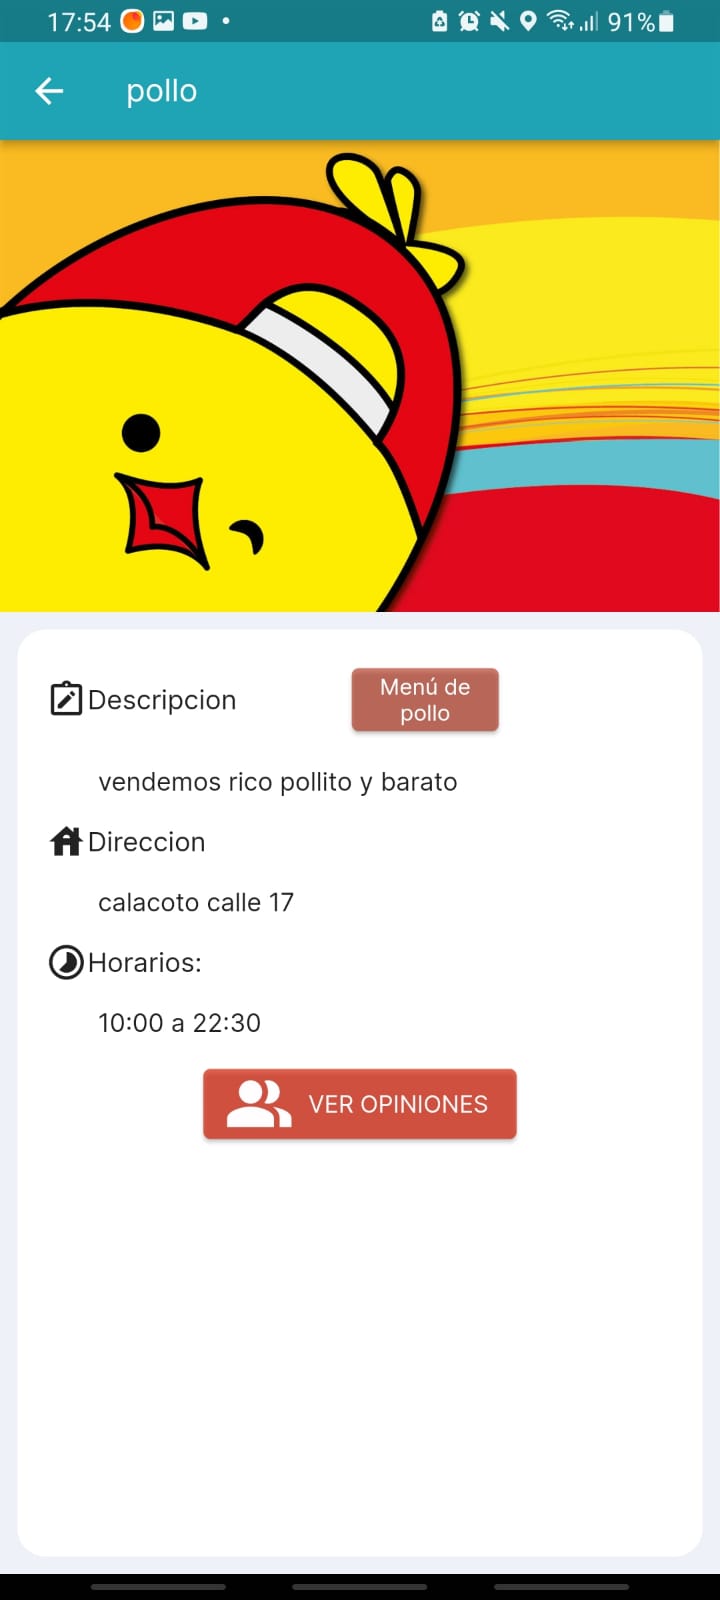 17:54
91%
pollo
Descripcion
Menú de
pollo
vendemos rico pollito y barato
Direccion
calacoto calle 17
Horarios:
10:00 a 22:30
VER OPINIONES